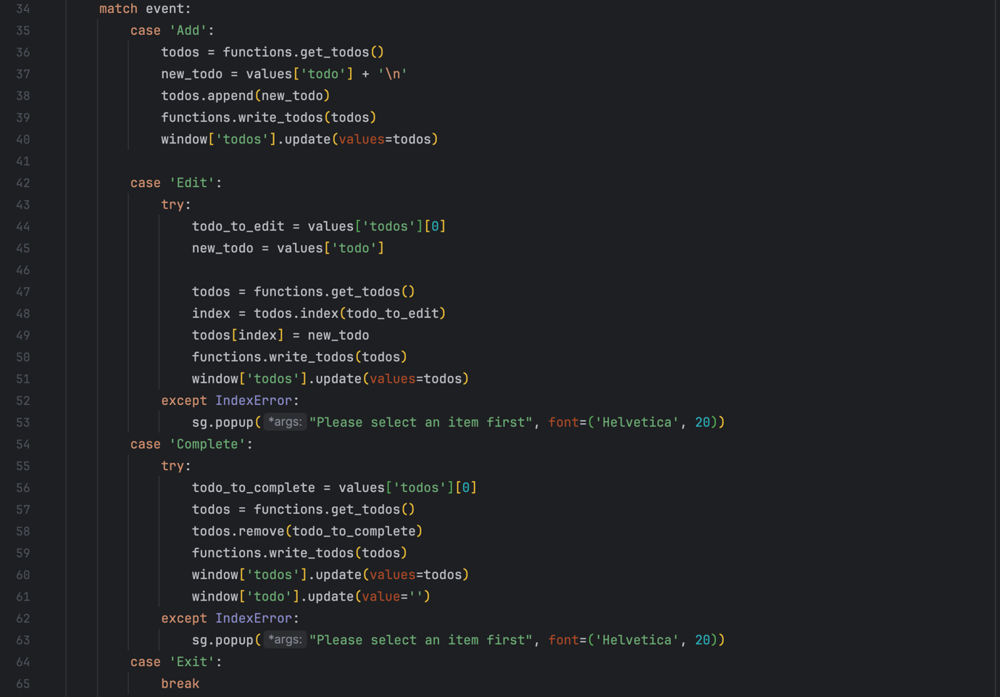 34 match event:
35 case 'Add':
36 todos = functions.get_todos()
37 new_todo = values['todo'] + '\n'
38 todos.append(new_todo)
39 functions.write_todos(todos)
40 window['todos'].update(values=todos)
41
42 case 'Edit':
43 try:
44 todo_to_edit = values['todos'][0]
45 new_todo = values['todo']
46
47 todos = functions.get_todos()
48 index = todos.index(todo_to_edit)
49 todos[index] = new_todo
50 functions.write_todos(todos)
51 window['todos'].update(values=todos)
52 except IndexError:
53 sg.popup( *args: "Please select an item first", font=('Helvetica', 20))
54 case 'Complete':
55 try:
56 todo_to_complete = values['todos'][0]
57 todos = functions.get_todos()
58 todos.remove(todo_to_complete)
59 functions.write_todos(todos)
60 window['todos'].update(values=todos)
61 window['todo'].update(value='')
62 except IndexError:
63 sg.popup( *args: "Please select an item first", font=('Helvetica', 20))
64 case 'Exit':
65 break